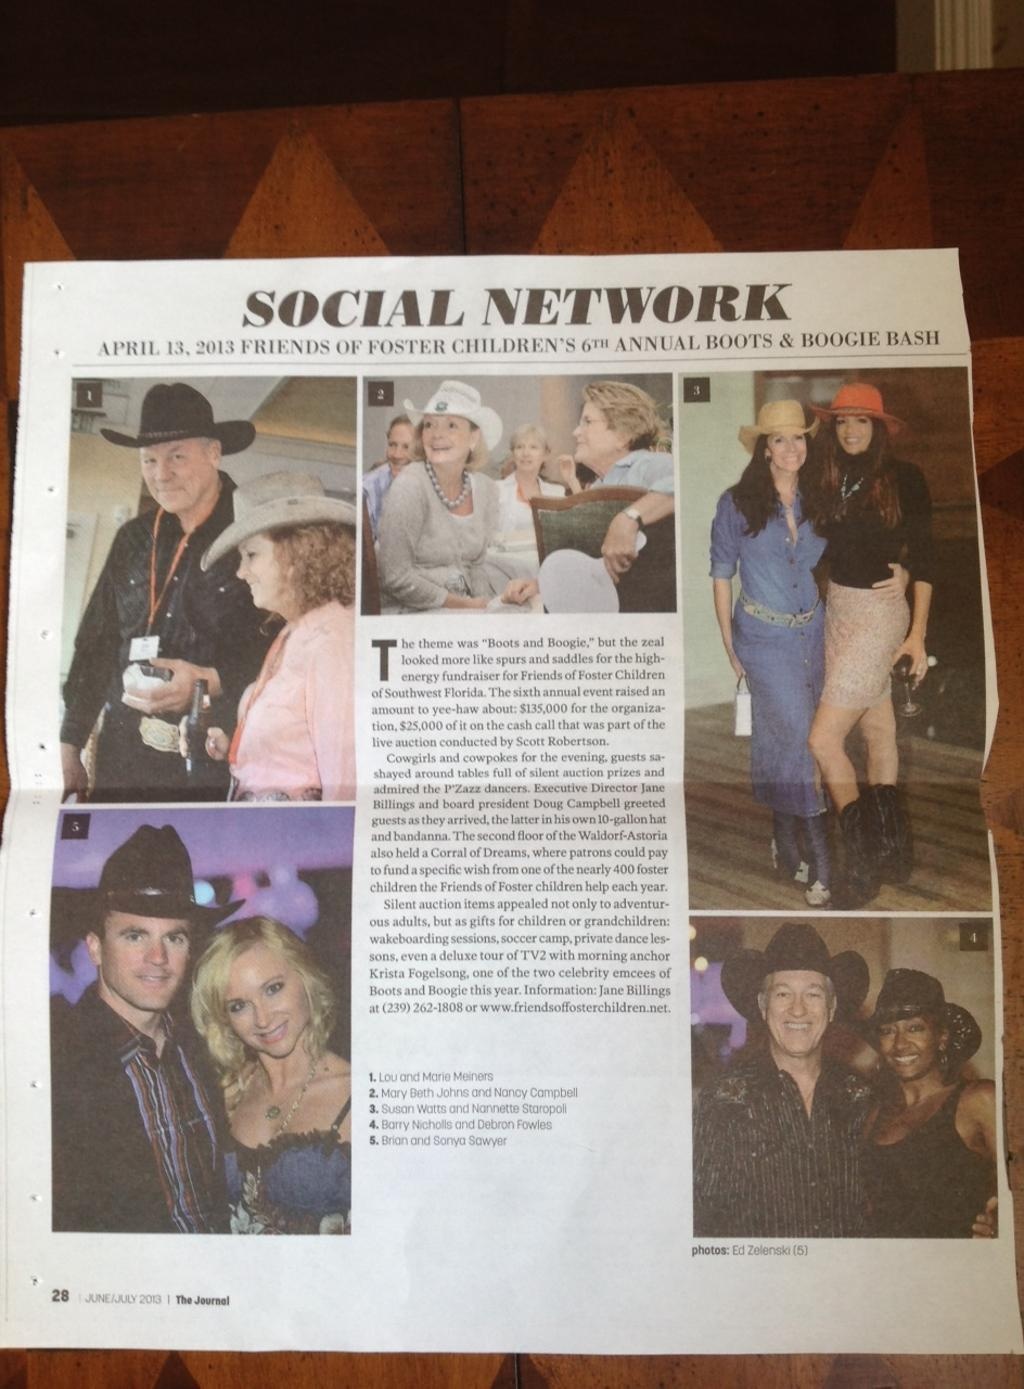 SOCIAL NETWORK
APRIL 13, 2013 FRIENDS OF FOSTER CHILDREN'S 6TH ANNUAL BOOTS & BOOGIE BASH
1
2
3
The theme was "Boots and Boogie," but the zeal
looked more like spurs and saddles for the high-
energy fundraiser for Friends of Foster Children
of Southwest Florida. The sixth annual event raised an
amount to yee-haw about: $135,000 for the organiza-
tion, $25,000 of it on the cash call that was part of the
live auction conducted by Scott Robertson.
Cowgirls and cowpokes for the evening, guests sa-
shayed around tables full of silent auction prizes and
admired the P'Zazz dancers. Executive Director Jane
Billings and board president Doug Campbell greeted
guests as they arrived, the latter in his own 10-gallon hat
and bandanna. The second floor of the Waldorf-Astoria
also held a Corral of Dreams, where patrons could pay
to fund a specific wish from one of the nearly 400 foster
children the Friends of Foster children help each year.
Silent auction items appealed not only to adventur-
ous adults, but as gifts for children or grandchildren:
wakeboarding sessions, soccer camp, private dance les-
sons, even a deluxe tour of TV2 with morning anchor
Krista Fogelsong, one of the two celebrity emcees of
Boots and Boogie this year. Information: Jane Billings
at (239) 262-1808 or www.friendsoffosterchildren.net.
5
4
1. Lou and Marie Meiners
2. Mary Beth Johns and Nancy Campbell
3. Susan Watts and Nannette Staropoli
4. Barry Nicholls and Debron Fowles
5. Brian and Sonya Sawyer
photos: Ed Zelenski (5)
28 | JUNE/JULY 2013 | The Journal